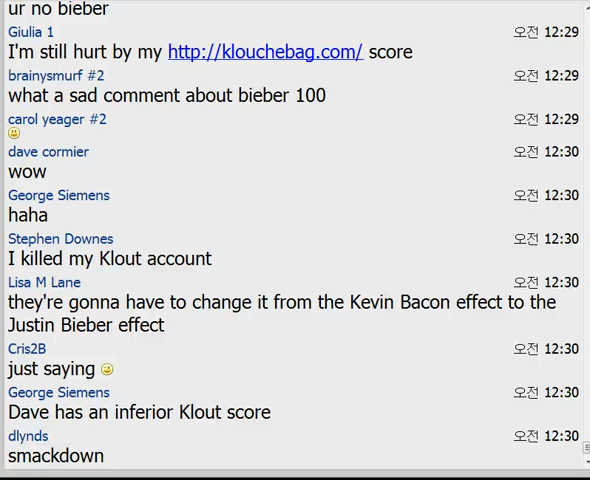 ur no bieber
Giulia 1 오전 12:29
I'm still hurt by my http://klouchebag.com/ score
brainysmurf #2 오전 12:29
what a sad comment about bieber 100
carol yeager #2 오전 12:29
dave cormier 오전 12:30
wow
George Siemens 오전 12:30
haha
Stephen Downes 오전 12:30
I killed my Klout account
Lisa M Lane 오전 12:30
they're gonna have to change it from the Kevin Bacon effect to the
Justin Bieber effect
Cris2B 오전 12:30
just saying
George Siemens 오전 12:30
Dave has an inferior Klout score
dlynds 오전 12:30
smackdown